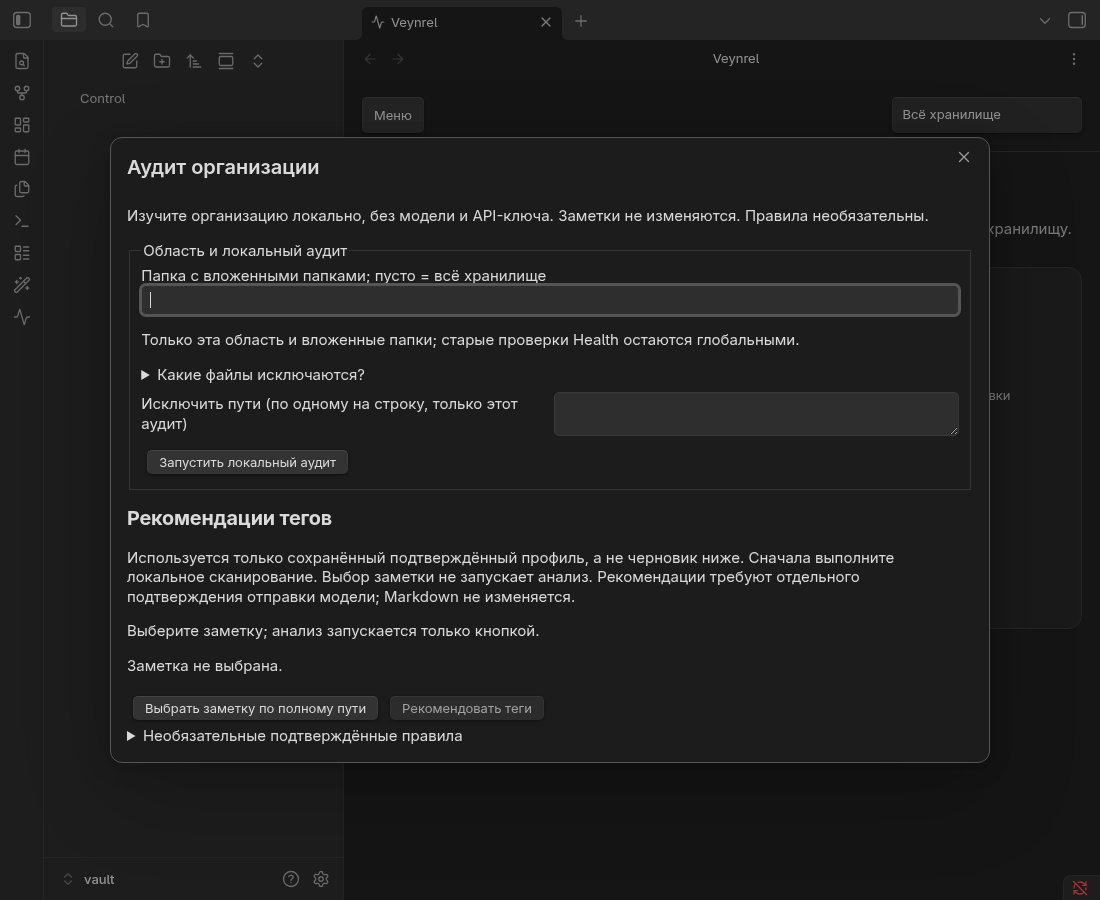 Veynrel
Control
Veynrel
Меню
Всё хранилище
хранилищу.
вки
Аудит организации
Изучите организацию локально, без модели и API-ключа. Заметки не изменяются. Правила необязательны.
Область и локальный аудит
Папка с вложенными папками; пусто = всё хранилище
Только эта область и вложенные папки; старые проверки Health остаются глобальными.
Какие файлы исключаются?
Исключить пути (по одному на строку, только этот
аудит)
Запустить локальный аудит
Рекомендации тегов
Используется только сохранённый подтверждённый профиль, а не черновик ниже. Сначала выполните
локальное сканирование. Выбор заметки не запускает анализ. Рекомендации требуют отдельного
подтверждения отправки модели; Markdown не изменяется.
Выберите заметку; анализ запускается только кнопкой.
Заметка не выбрана.
Выбрать заметку по полному пути
Рекомендовать теги
Необязательные подтверждённые правила
vault